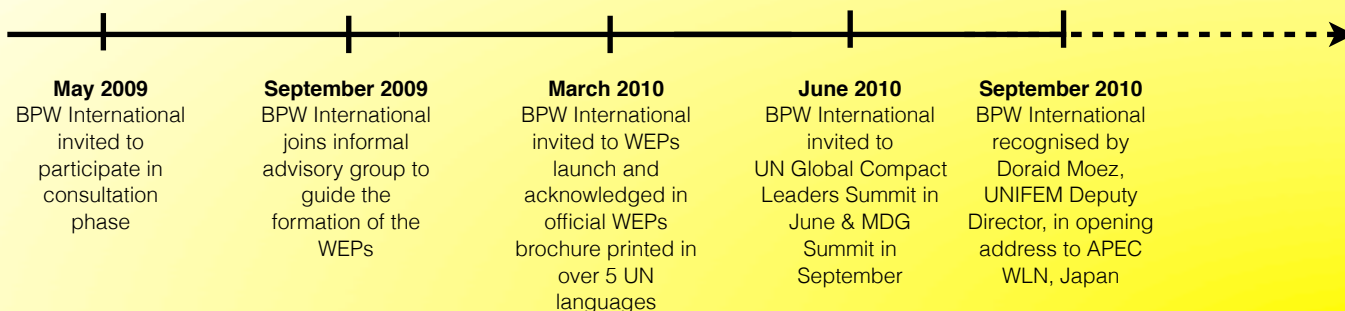 May 2009
BPW International
invited to
participate in
consultation
phase
September 2009
BPW International
joins informal
advisory group to
guide the
formation of the
WEPs
March 2010
BPW International
invited to WEPs
launch and
acknowledged in
official WEPs
brochure printed in
over 5 UN
languages
June 2010
BPW International
invited to
UN Global Compact
Leaders Summit in
June & MDG
Summit in
September
September 2010
BPW International
recognised by
Doraid Moez,
UNIFEM Deputy
Director, in opening
address to APEC
WLN, Japan